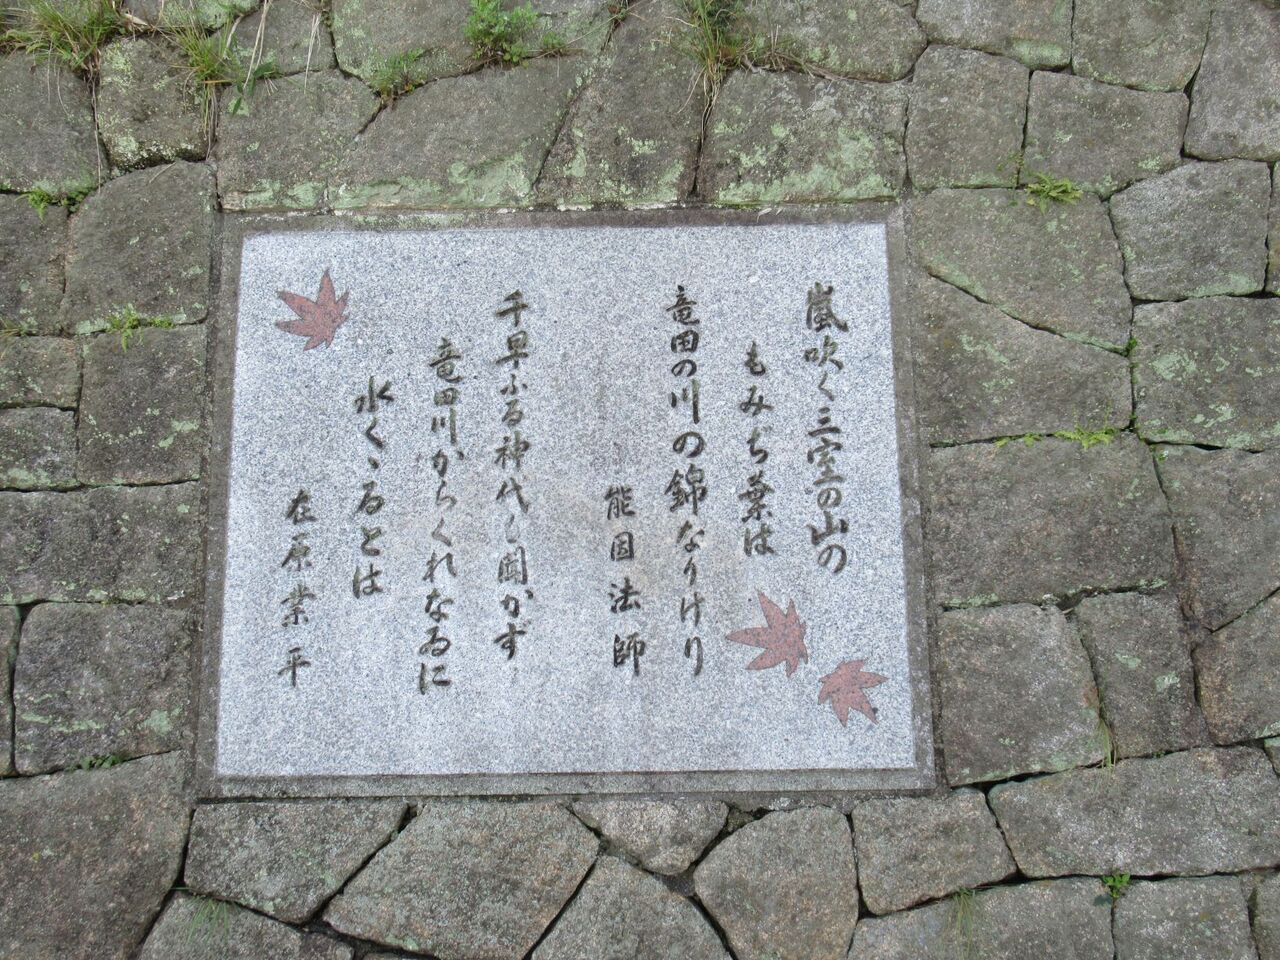 嵐吹く三室の山の
もみぢ葉は
竜田の川の錦なりけり
能因法師
千早ふる神代も聞かず
竜田川からくれなゐに
水くゝるとは
在原業平